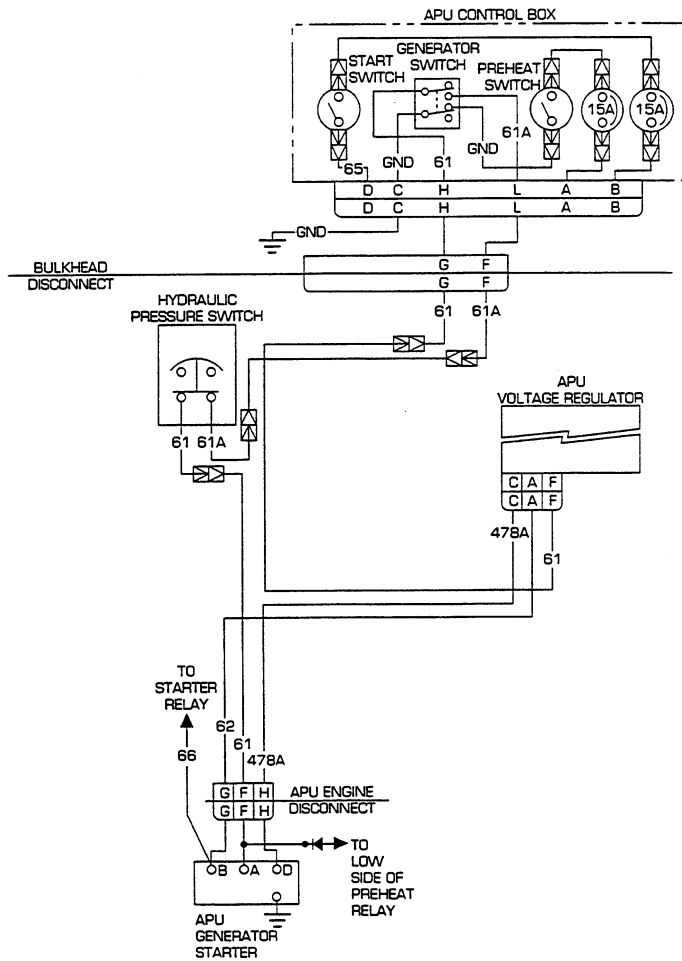 APU CONTROL BOX
START
SWITCH
GENERATOR
SWITCH
PREHEAT
SWITCH
15A
15A
61A
GND
61
GND
65
D C H L A B
D C H L A B
GND
G F
G F
BULKHEAD
DISCONNECT
61 61A
HYDRAULIC
PRESSURE SWITCH
61 61A
APU
VOLTAGE REGULATOR
C A F
C A F
478A
61
TO
STARTER
RELAY
66
62
61
478A
G F H
G F H
APU ENGINE
DISCONNECT
B A D
TO
LOW
SIDE OF
PREHEAT
RELAY
APU
GENERATOR
STARTER